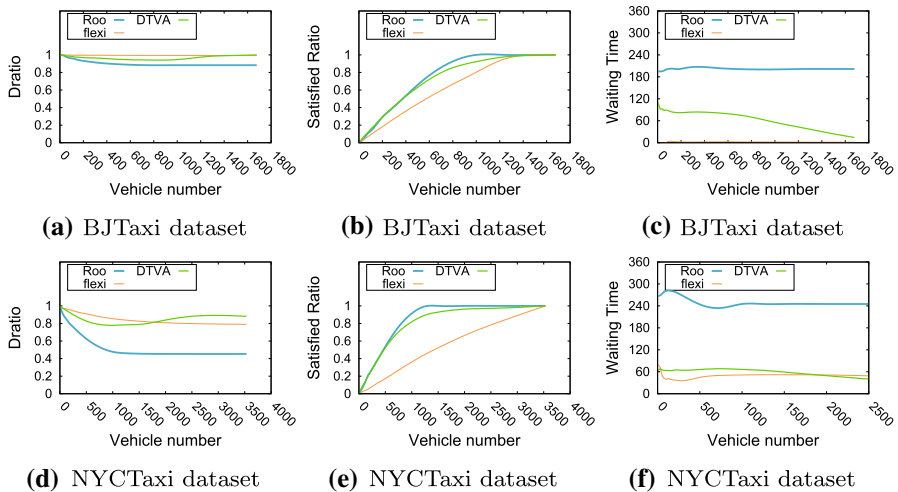 Roo DTVA
flexi
Dratio
1
0.8
0.6
0.4
0.2
0
0 200 400 600 800 1000 1200 1400 1600 1800
Vehicle number
(a) BJTaxi dataset
Roo DTVA
flexi
Satisfied Ratio
1
0.8
0.6
0.4
0.2
0
0 200 400 600 800 1000 1200 1400 1600 1800
Vehicle number
(b) BJTaxi dataset
Roo DTVA
flexi
Waiting Time
360
300
240
180
120
60
0
0 200 400 600 800 1000 1200 1400 1600 1800
Vehicle number
(c) BJTaxi dataset
Roo DTVA
flexi
Dratio
1
0.8
0.6
0.4
0.2
0
0 500 1000 1500 2000 2500 3000 3500 4000
Vehicle number
(d) NYCTaxi dataset
Roo DTVA
flexi
Satisfied Ratio
1
0.8
0.6
0.4
0.2
0
0 500 1000 1500 2000 2500 3000 3500 4000
Vehicle number
(e) NYCTaxi dataset
Roo DTVA
flexi
Waiting Time
360
300
240
180
120
60
0
0 500 1000 1500 2000 2500
Vehicle number
(f) NYCTaxi dataset